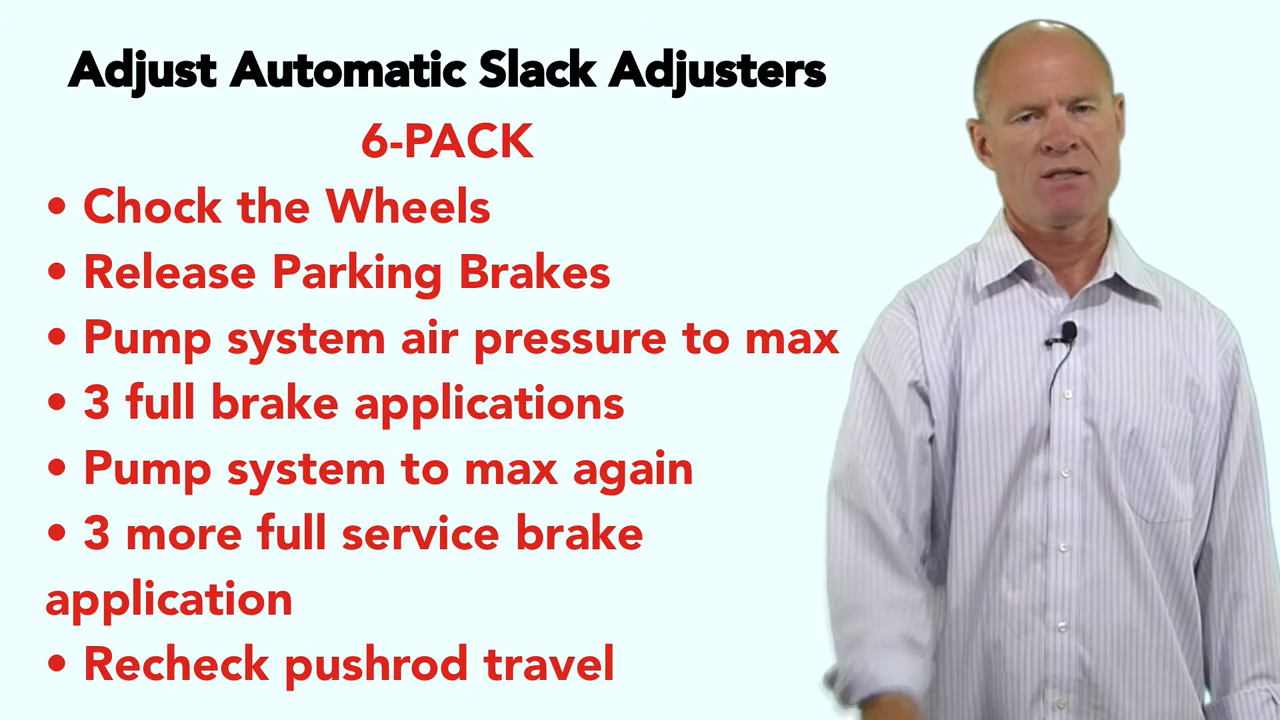 Adjust Automatic Slack Adjusters
6-PACK
• Chock the Wheels
• Release Parking Brakes
• Pump system air pressure to max
• 3 full brake applications
• Pump system to max again
• 3 more full service brake
application
• Recheck pushrod travel